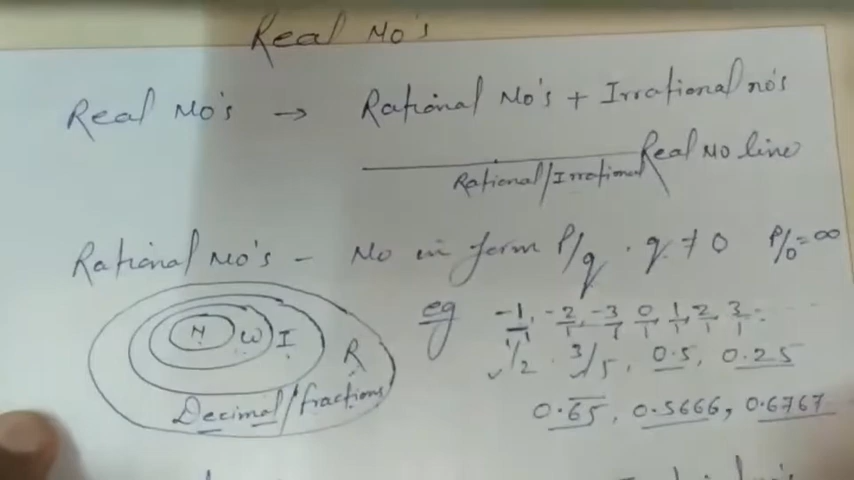 Real No's
Real No's → Rational No's + Irrational no's
Real No line
Rational/Irrational
Rational No's - No in form P/q . q ≠ 0 P/0 = ∞
eg -1/1, -2/1, -3/1 0/1 1/1, 2/1, 3/1 . . . .
N W I R
1/2 . 3/5, 0.5, 0.25
Decimal/fractions
0.65, 0.5666, 0.6767